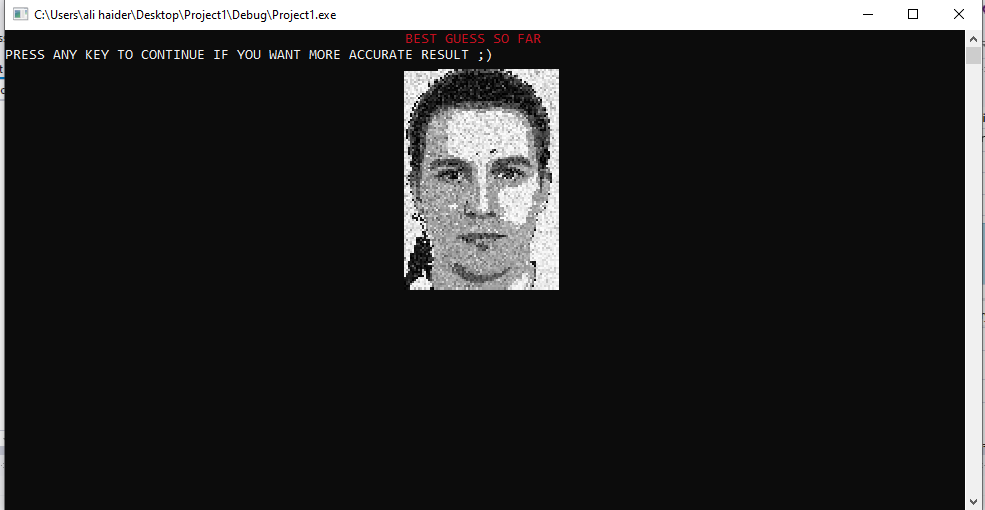 C:\Users\ali haider\Desktop\Project1\Debug\Project1.exe
BEST GUESS SO FAR
PRESS ANY KEY TO CONTINUE IF YOU WANT MORE ACCURATE RESULT ;)